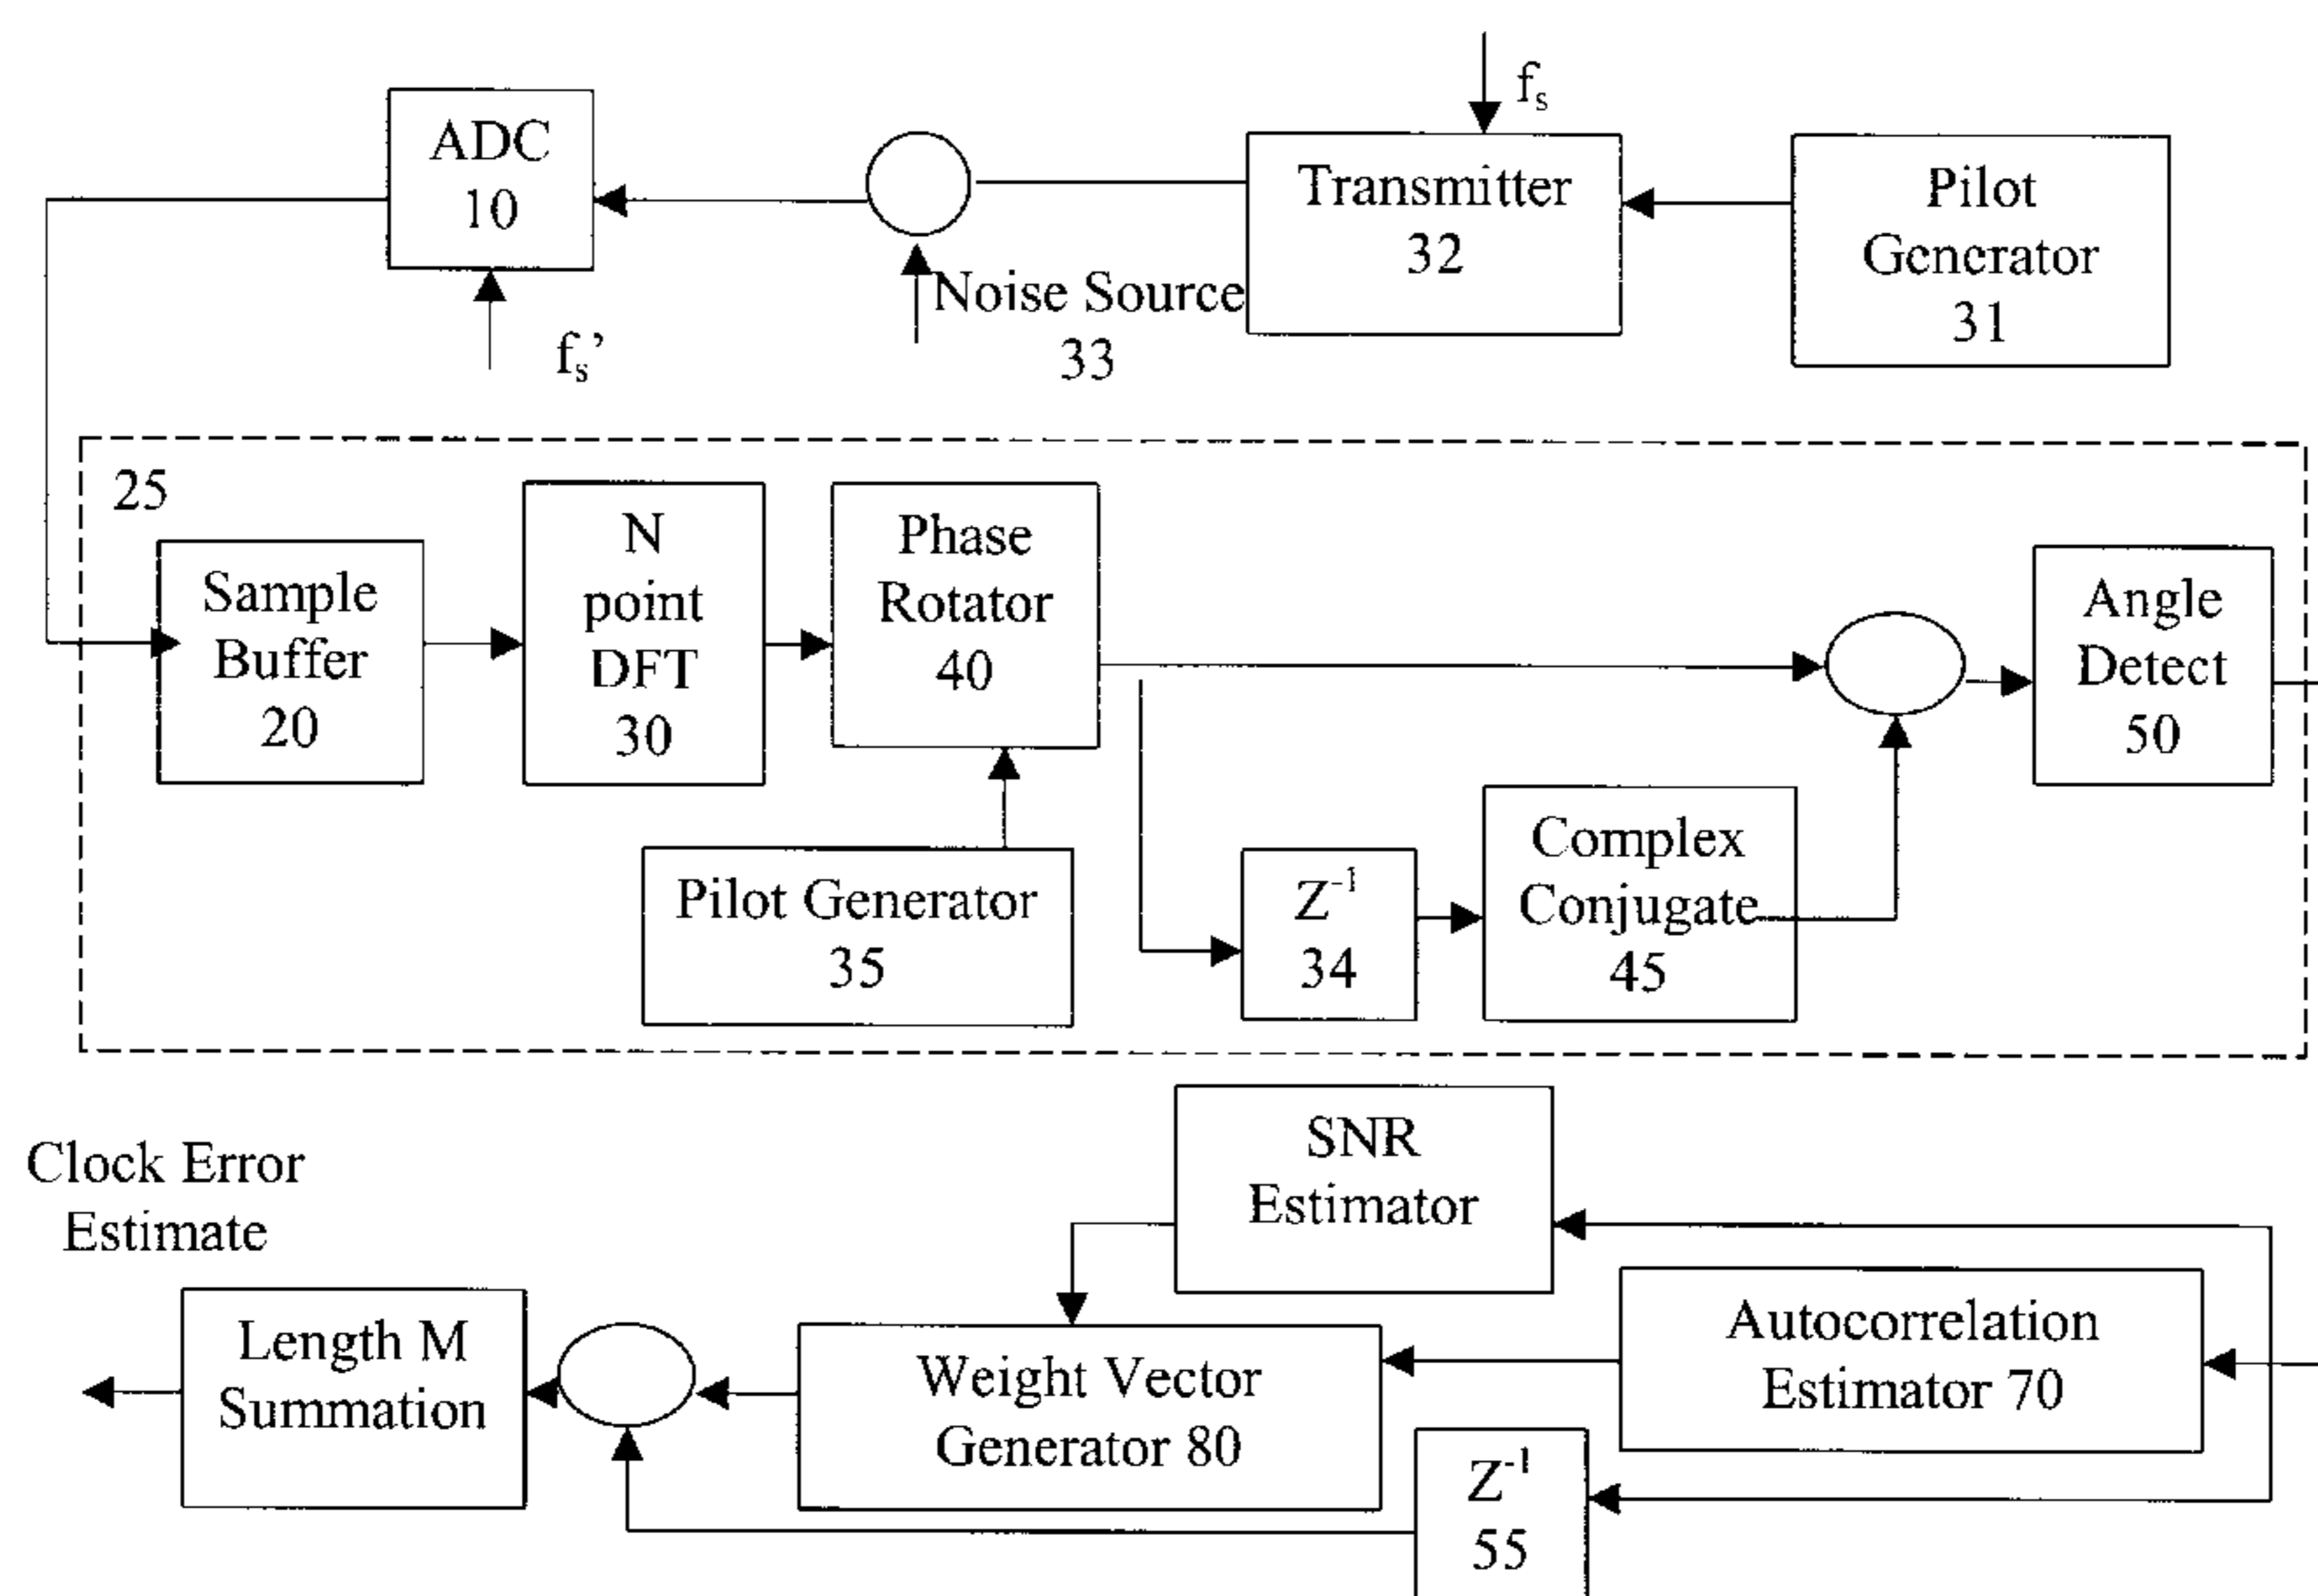 f_s
ADC
10
Transmitter
32
Pilot
Generator
31
Noise Source
33
f_s’
25
Sample
Buffer
20
N
point
DFT
30
Phase
Rotator
40
Angle
Detect
50
Pilot Generator
35
Z^-1
34
Complex
Conjugate
45
Clock Error
Estimate
SNR
Estimator
Length M
Summation
Weight Vector
Generator 80
Autocorrelation
Estimator 70
Z^-1
55